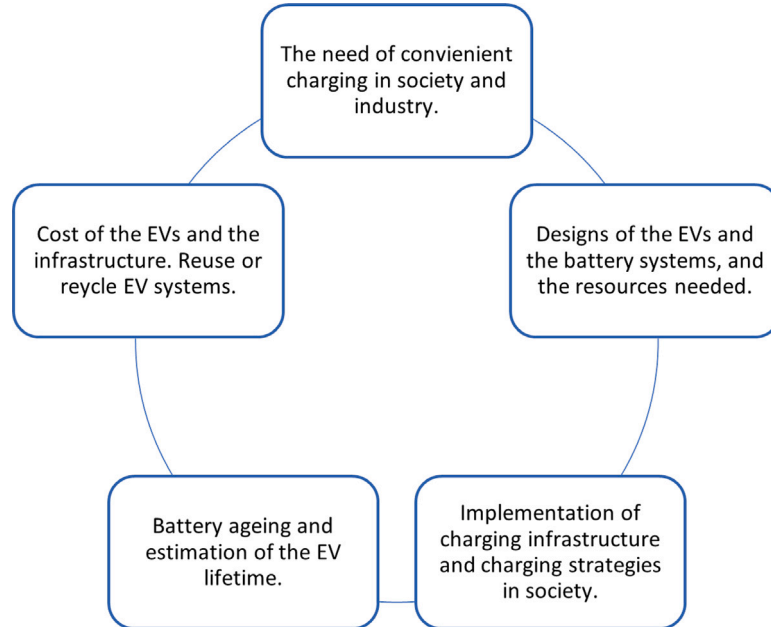 The need of convienient
charging in society and
industry.
Designs of the EVs and
the battery systems, and
the resources needed.
Implementation of
charging infrastructure
and charging strategies
in society.
Battery ageing and
estimation of the EV
lifetime.
Cost of the EVs and the
infrastructure. Reuse or
reycle EV systems.